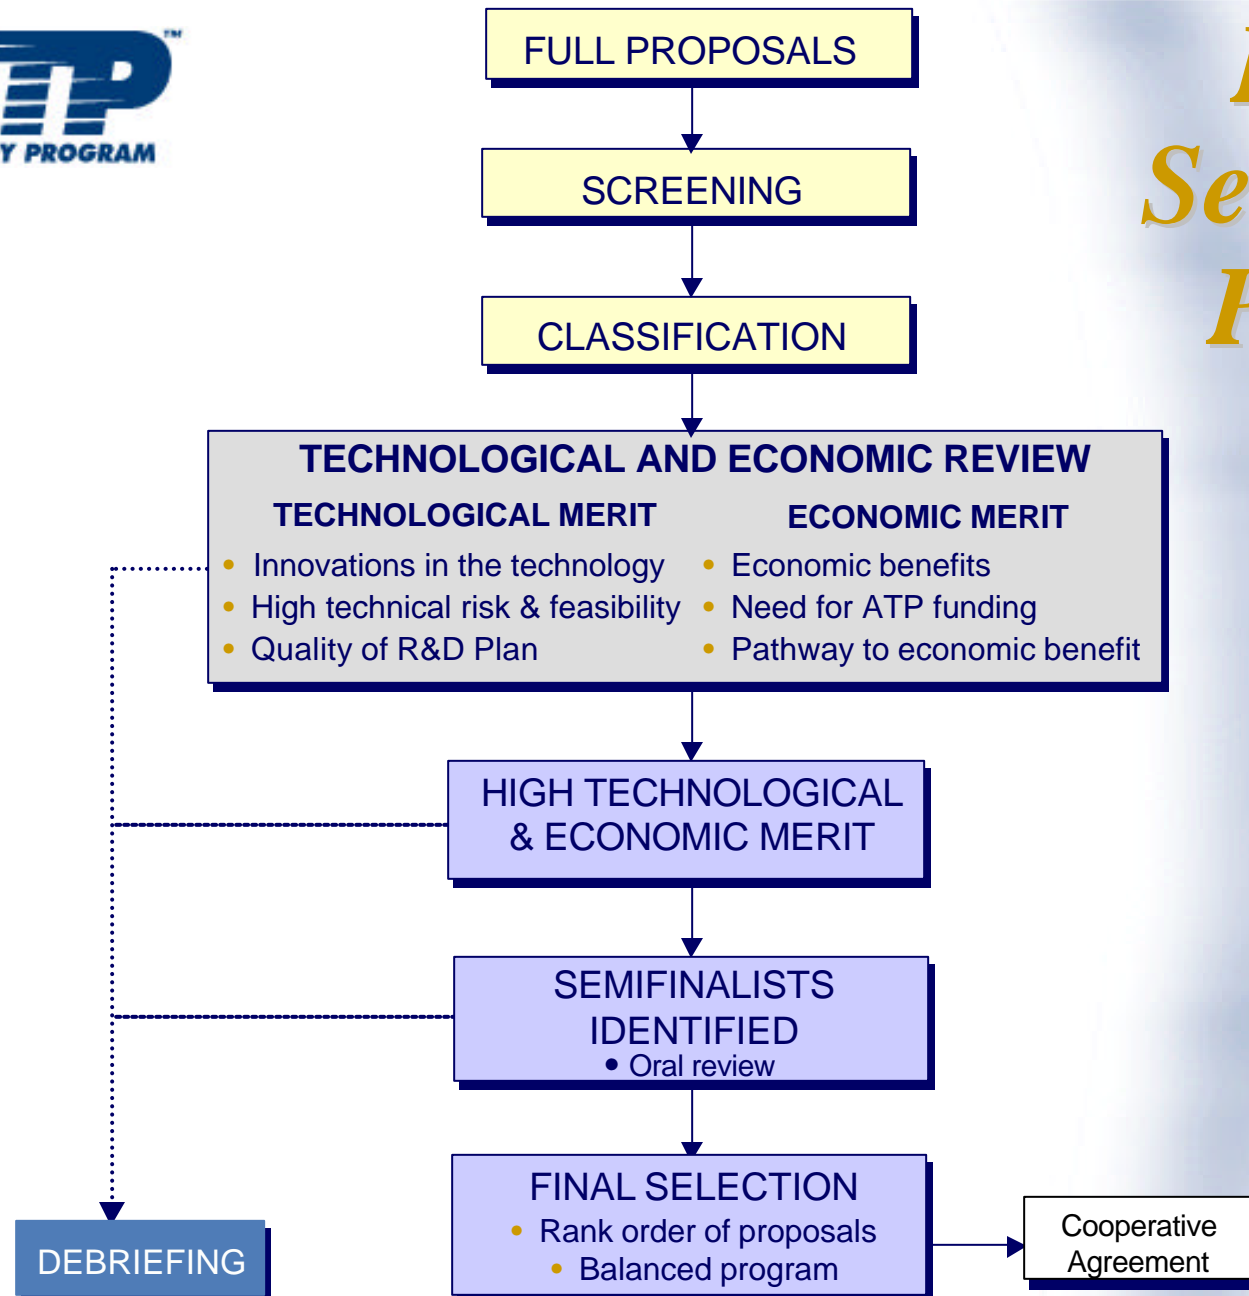 TM
Y PROGRAM
FULL PROPOSALS
SCREENING
CLASSIFICATION
TECHNOLOGICAL AND ECONOMIC REVIEW
TECHNOLOGICAL MERIT
• Innovations in the technology
• High technical risk & feasibility
• Quality of R&D Plan
ECONOMIC MERIT
• Economic benefits
• Need for ATP funding
• Pathway to economic benefit
HIGH TECHNOLOGICAL
& ECONOMIC MERIT
SEMIFINALISTS
IDENTIFIED
• Oral review
FINAL SELECTION
• Rank order of proposals
• Balanced program
Cooperative
Agreement
DEBRIEFING
Se